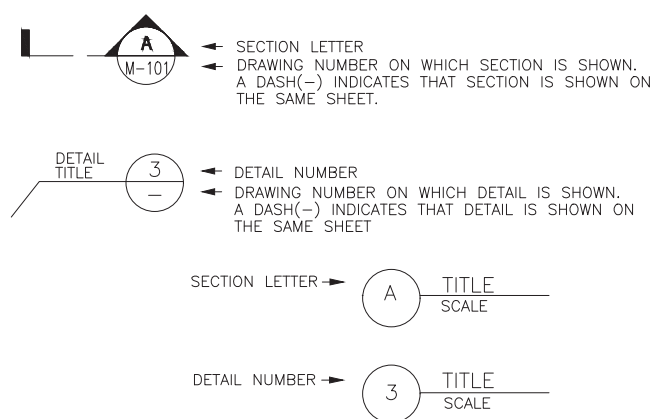 A
M-101
SECTION LETTER
DRAWING NUMBER ON WHICH SECTION IS SHOWN.
A DASH(-) INDICATES THAT SECTION IS SHOWN ON
THE SAME SHEET.
DETAIL
TITLE
3
-
DETAIL NUMBER
DRAWING NUMBER ON WHICH DETAIL IS SHOWN.
A DASH(-) INDICATES THAT DETAIL IS SHOWN ON
THE SAME SHEET
SECTION LETTER
A
TITLE
SCALE
DETAIL NUMBER
3
TITLE
SCALE